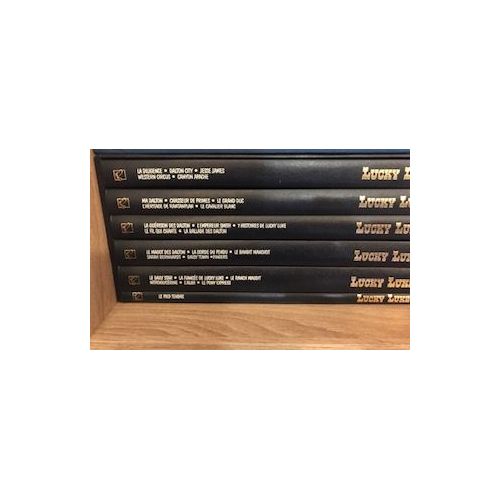 LA DILIGENCE • DALTON CITY • JESSE JAMES
WESTERN CIRCUS • CANYON APACHE
LUCKY L
MA DALTON • CHASSEUR DE PRIMES • LE GRAND DUC
L'HÉRITAGE DE RANTANPLAN • LE CAVALIER BLANC
LUCKY L
LA GUÉRISON DES DALTON • L'EMPEREUR SMITH • 7 HISTOIRES DE LUCKY LUKE
LE FIL QUI CHANTE • LA BALLADE DES DALTON
LUCKY L
LE MAGOT DES DALTON • LA CORDE DU PENDU • LE BANDIT MANCHOT
SARAH BERNHARDT • DAISY TOWN • FINGERS
LUCKY LU
LE DAILY STAR • LA FIANCÉE DE LUCKY LUKE • LE RANCH MAUDIT
NITROGLYCÉRINE • L'ALIBI • LE PONY EXPRESS
LUCKY LU
LE PIED TENDRE
LUCKY LUKE